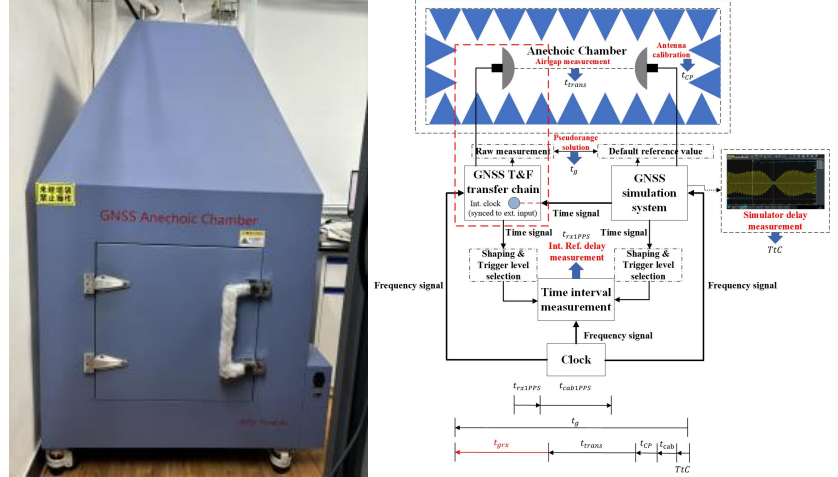 未经培训
禁止操作
GNSS Anechoic Chamber
Anechoic Chamber
Air gap measurement
t_trans
Antenna
calibration
t_CP
Pseudorange
solution
Raw measurement
Default reference value
t_g
GNSS T&F
transfer chain
Int. clock
(synced to ext. input)
GNSS
simulation
system
Time signal
Simulator delay
measurement
TtC
Time signal
t_rx1PPS
Time signal
Int. Ref. delay
measurement
Shaping &
Trigger level
selection
Shaping &
Trigger level
selection
Time interval
measurement
Frequency signal
Frequency signal
Frequency signal
Clock
t_rx1PPS
t_cab1PPS
t_g
t_grx
t_trans
t_CP
t_cab
TtC